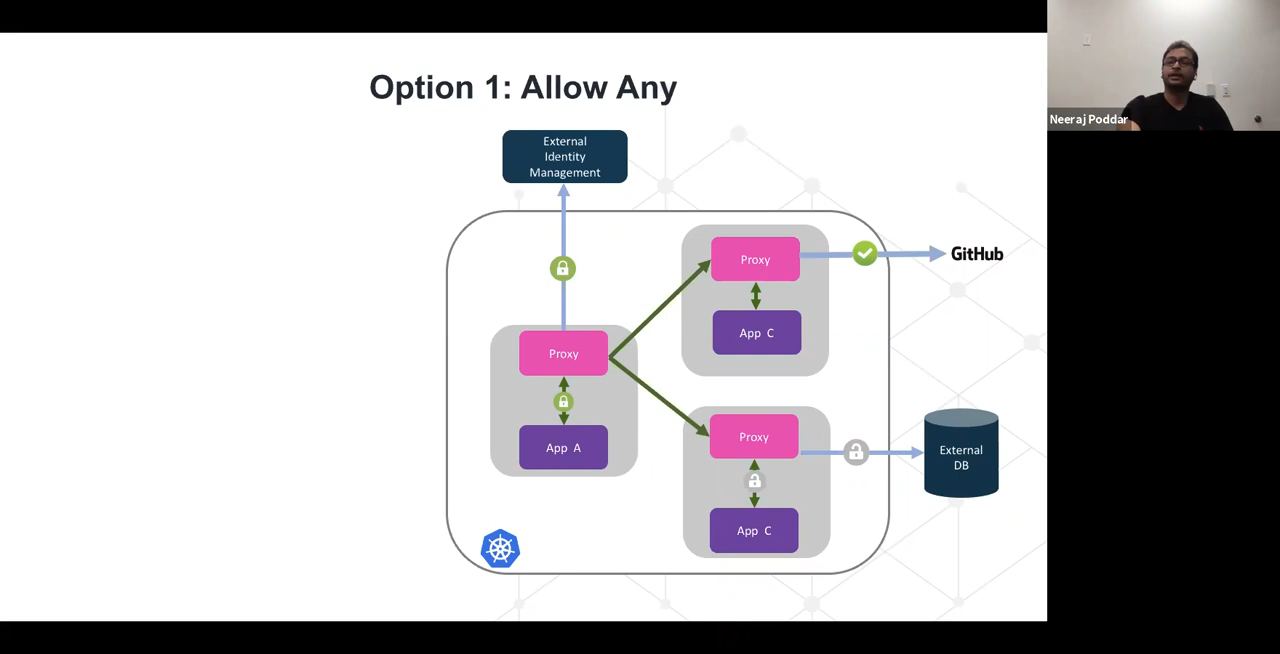 Option 1: Allow Any
Neeraj Poddar
External
Identity
Management
Proxy
GitHub
App C
Proxy
App A
Proxy
External
DB
App C